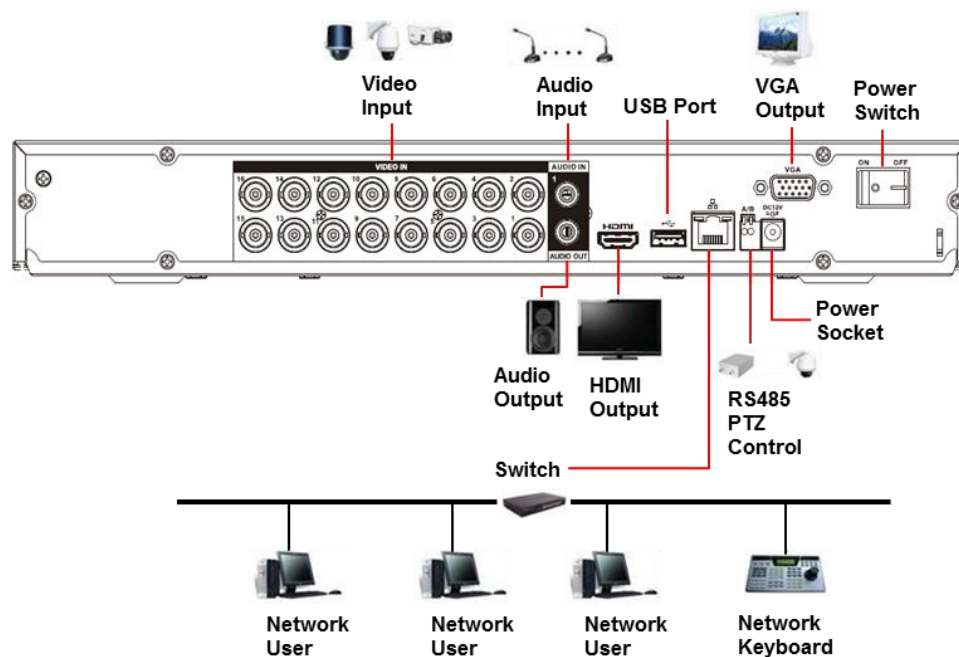 Video
Input
Audio
Input
USB Port
VGA
Output
Power
Switch
VIDEO IN
AUDIO IN
16 14 12 10 8 6 4 2
1
15 13 11 9 7 5 3 1
AUDIO OUT
HDMI
A/B
VGA
DC12V
ON OFF
Audio
Output
HDMI
Output
Power
Socket
RS485
PTZ
Control
Switch
Network
User
Network
User
Network
User
Network
Keyboard